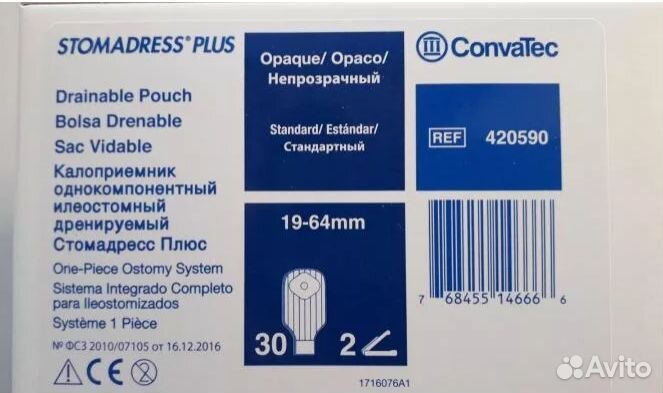 STOMADRESS® PLUS
Drainable Pouch
Bolsa Drenable
Sac Vidable
Калоприемник
однокомпонентный
илеостомный
дренируемый
Стомадресс Плюс
One-Piece Ostomy System
Sistema Integrado Completo
para Ileostomizados
Système 1 Pièce
№ ФСЗ 2010/07105 от 16.12.2016
CE 2
Opaque/ Opaco/
Непрозрачный
Standard/ Estándar/
Стандартный
19-64mm
30 2
1716076A1
ConvaTec
REF 420590
7 68455 14666 6
Avito